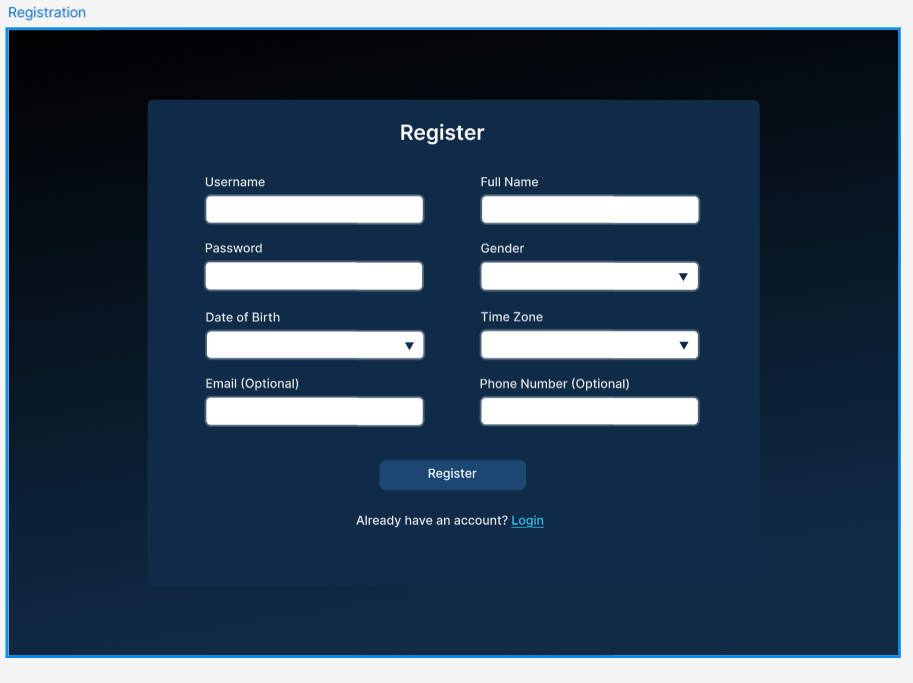 Registration
Register
Username
Full Name
Password
Gender
Date of Birth
Time Zone
Email (Optional)
Phone Number (Optional)
Register
Already have an account? Login